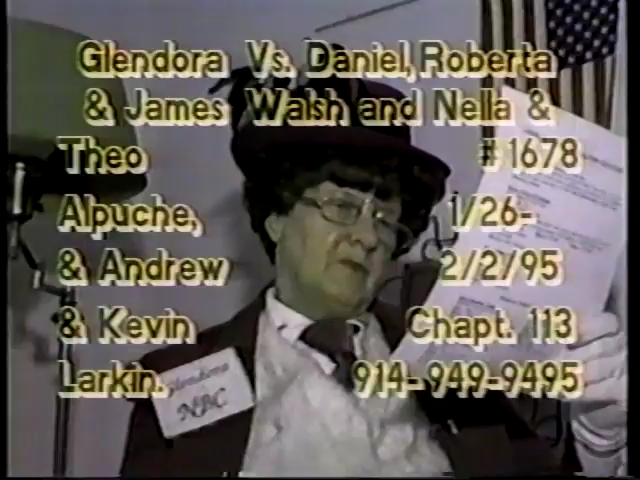 Glendora Vs. Daniel, Roberta
& James Walsh and Nella &
Theo #1678
Alpuche, 1/26-
& Andrew 2/2/95
& Kevin Chapt. 113
Larkin. 914-949-9495
Glendora
NBC